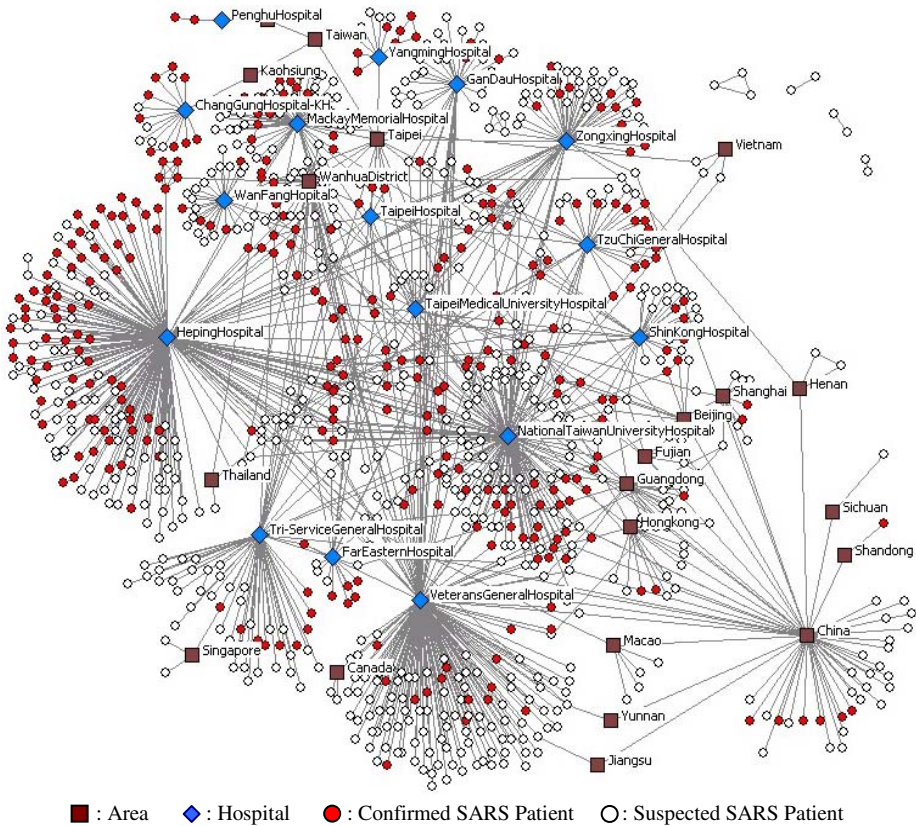 PenghuHospital
Taiwan
YangmingHospital
Kaohsiung
GanDauHospital
ChangGungHospital-KH
MackayMemorialHospital
Taipei
ZongxingHospital
Vietnam
WanhuaDistrict
WanFangHopital
TaipeiHospital
TzuChiGeneralHospital
TaipeiMedicalUniversityHospital
HepingHospital
ShinKongHospital
Shanghai
Henan
Beijing
NationalTaiwanUniversityHospital
Fujian
Thailand
Guangdong
Sichuan
Hongkong
Tri-ServiceGeneralHospital
FarEasternHospital
Shandong
VeteransGeneralHospital
China
Macao
Singapore
Canada
Yunnan
Jiangsu
: Area : Hospital : Confirmed SARS Patient : Suspected SARS Patient